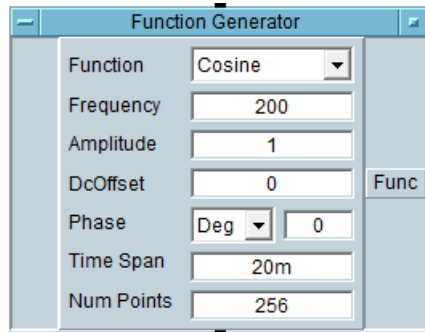 Function Generator
Function Cosine
Frequency 200
Amplitude 1
DcOffset 0 Func
Phase Deg 0
Time Span 20m
Num Points 256